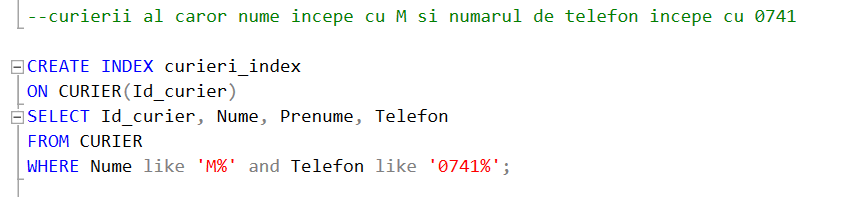 --curierii al caror nume incepe cu M si numarul de telefon incepe cu 0741
CREATE INDEX curieri_index
ON CURIER(Id_curier)
SELECT Id_curier, Nume, Prenume, Telefon
FROM CURIER
WHERE Nume like 'M%' and Telefon like '0741%';